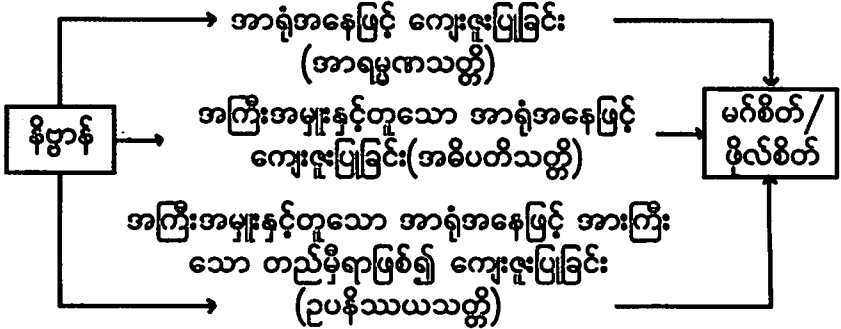 အာရုံအနေဖြင့် ကျေးဇူးပြုခြင်း
(အာရမ္မဏသတ္တိ)
နိဗ္ဗာန်
အကြီးအမှူးနှင့်တူသော အာရုံအနေဖြင့်
ကျေးဇူးပြုခြင်း(အဓိပတိသတ္တိ)
မဂ်စိတ်/
ဖိုလ်စိတ်
အကြီးအမှူးနှင့်တူသော အာရုံအနေဖြင့် အားကြီး
သော တည်မှီရာဖြစ်၍ ကျေးဇူးပြုခြင်း
(ဥပနိဿယသတ္တိ)